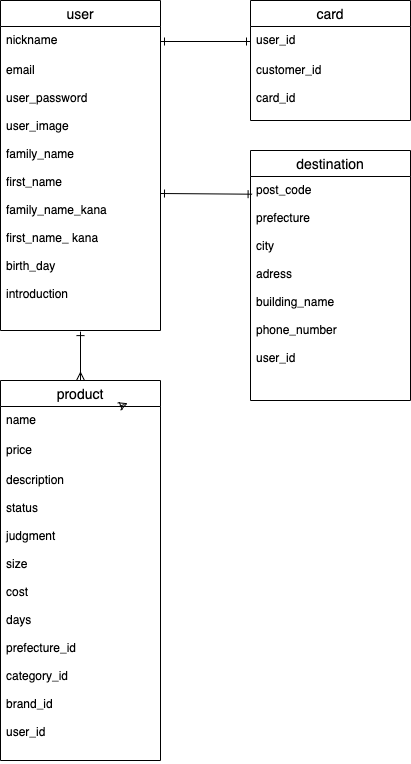 user
nickname
email
user_password
user_image
family_name
first_name
family_name_kana
first_name_ kana
birth_day
introduction
card
user_id
customer_id
card_id
destination
post_code
prefecture
city
adress
building_name
phone_number
user_id
product
name
price
description
status
judgment
size
cost
days
prefecture_id
category_id
brand_id
user_id